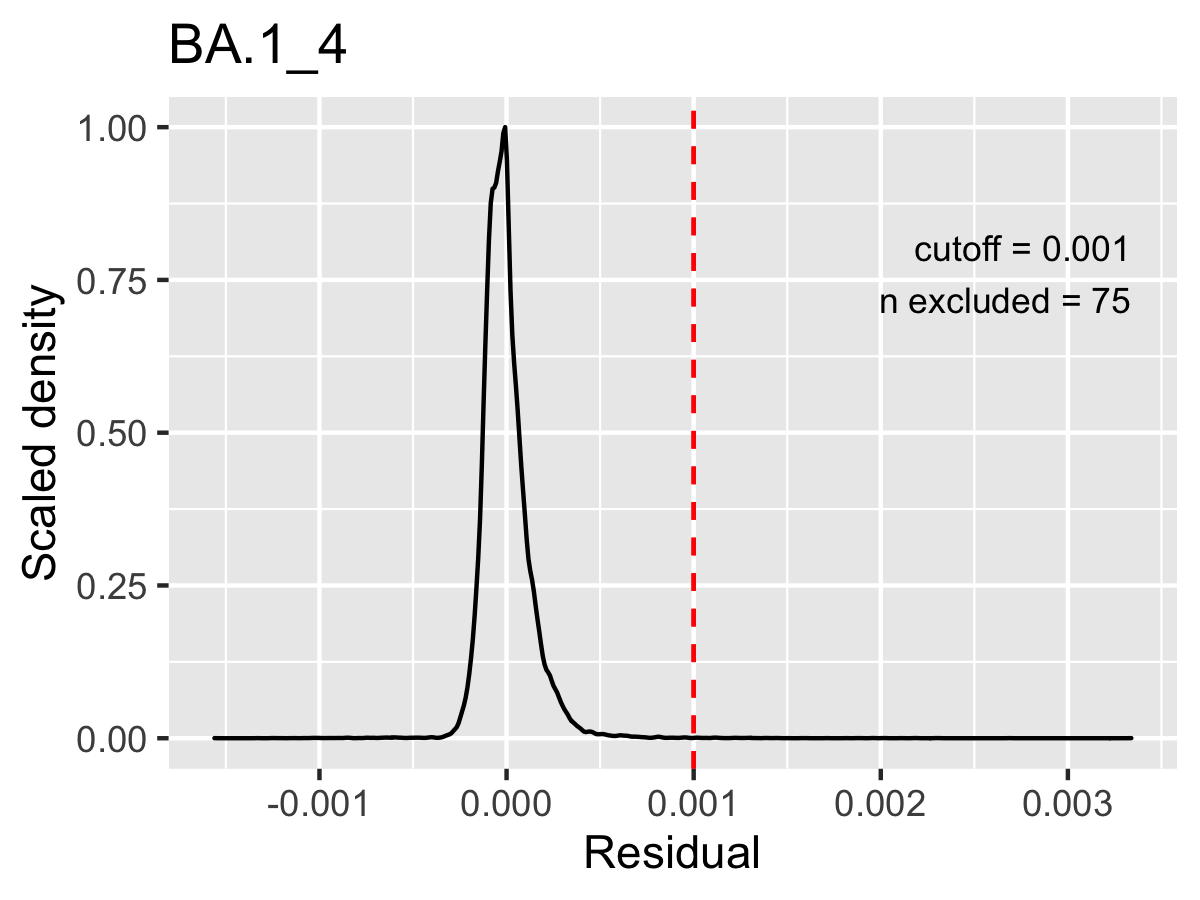 BA.1_4
Scaled density
1.00
0.75
0.50
0.25
0.00
cutoff = 0.001
n excluded = 75
-0.001 0.000 0.001 0.002 0.003
Residual